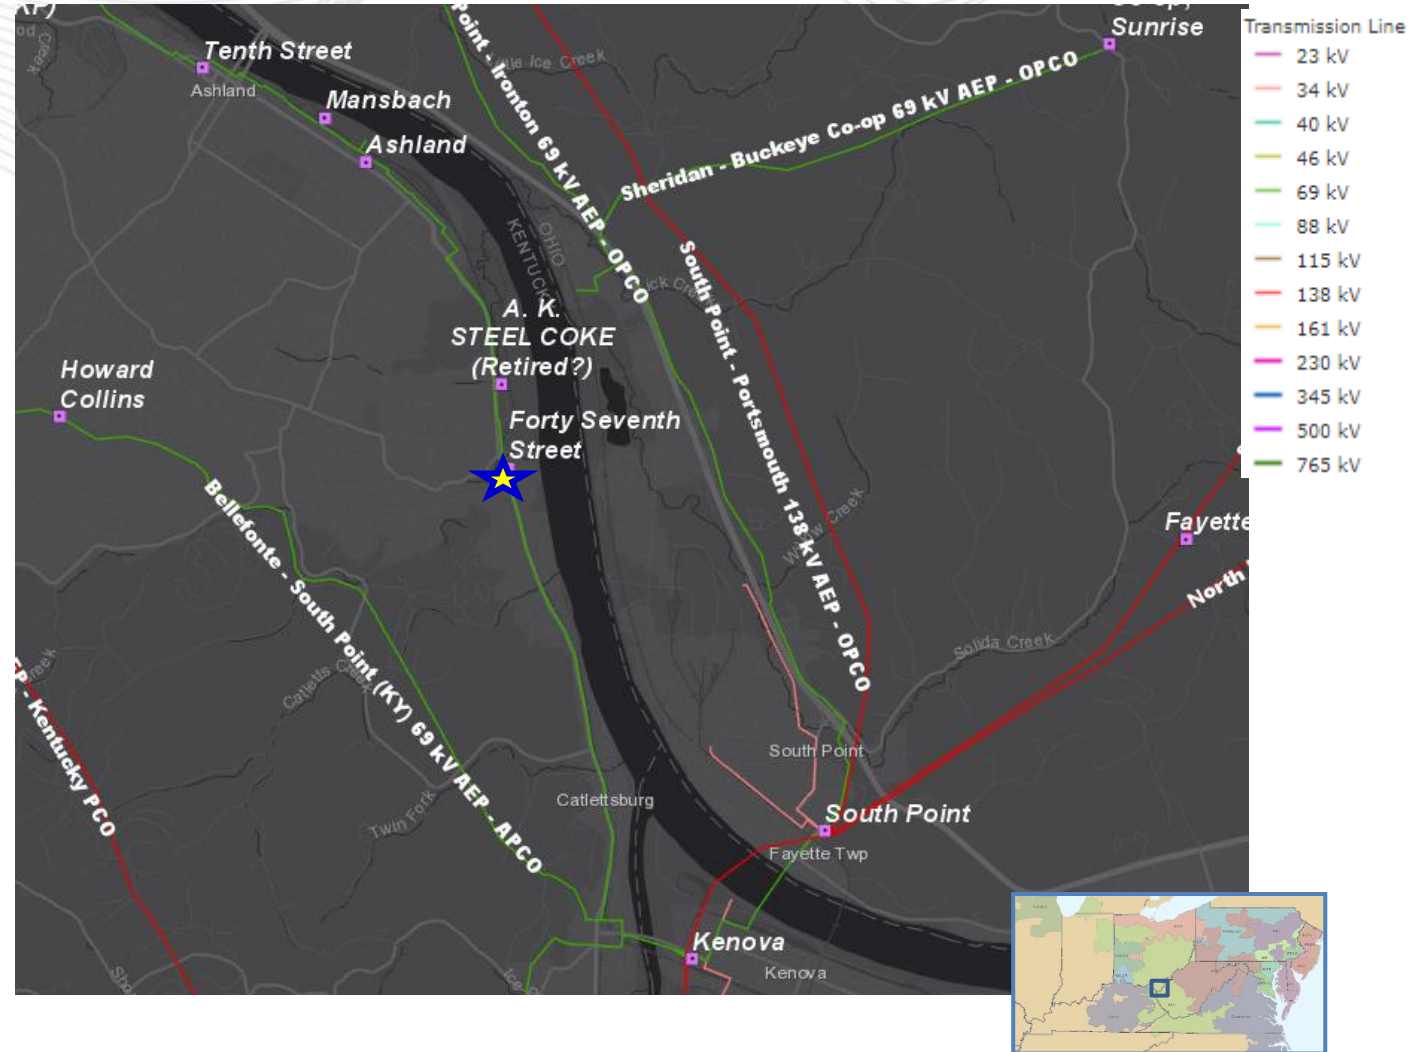 Tenth Street
Ashland
Mansbach
Ashland
Little Ice Creek
Sunrise
Point - Ironton 69 kV AEP - OPCO
Sheridan - Buckeye Co-op 69 kV AEP - OPCO
OHIO
KENTUCKY
South Point - Portsmouth 138 kV AEP - OPCO
A. K.
STEEL COKE
(Retired?)
Howard
Collins
Forty Seventh
Street
Bellefonte - South Point (KY) 69 kV AEP - APCO
Fayette
North
Solida Creek
Catletts Creek
Twin Fork
EP - Kentucky PCO
South Point
Catlettsburg
South Point
Fayette Twp
Kenova
Kenova
Transmission Line
23 kV
34 kV
40 kV
46 kV
69 kV
88 kV
115 kV
138 kV
161 kV
230 kV
345 kV
500 kV
765 kV